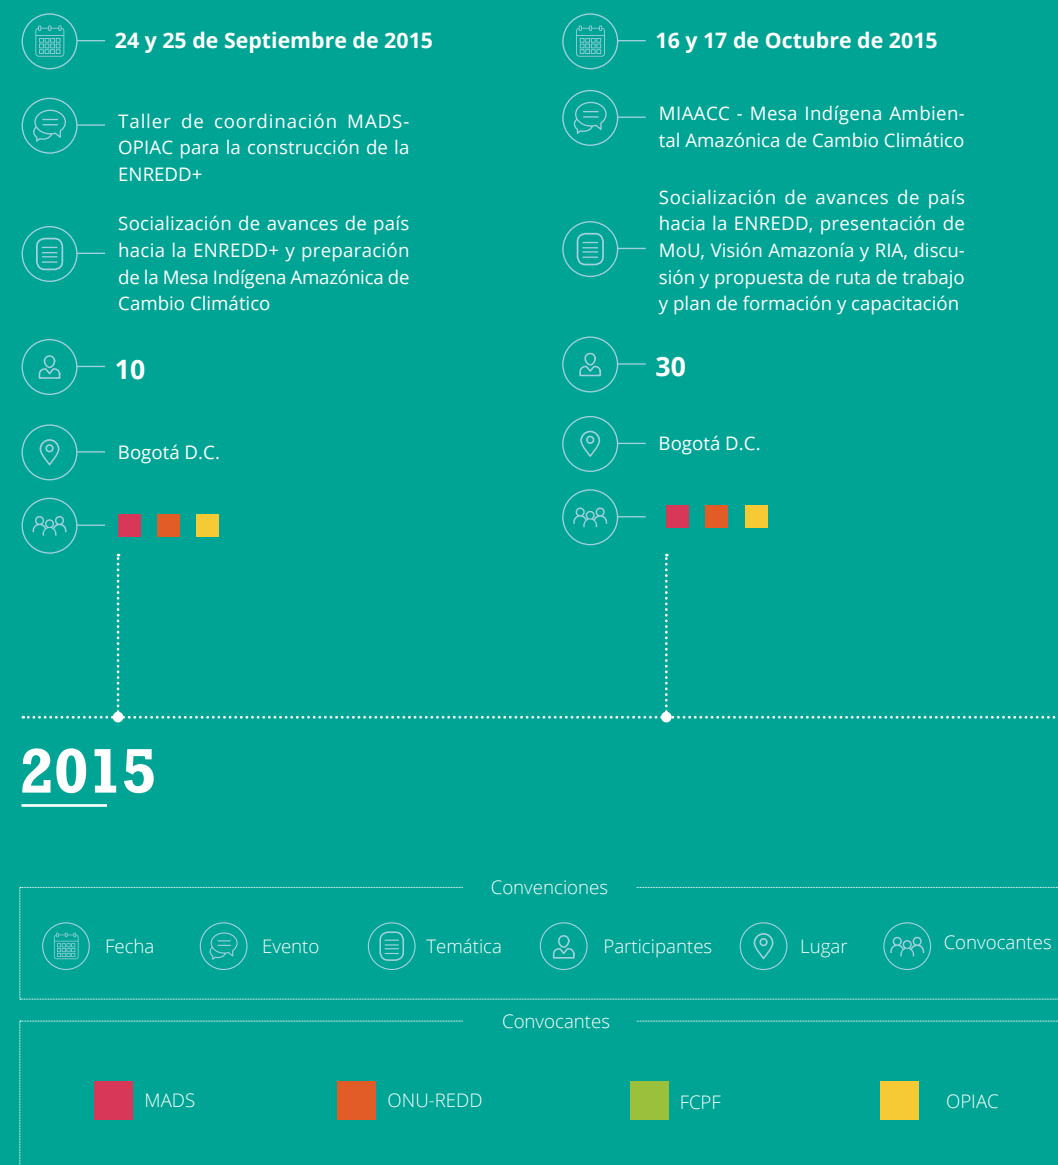 24 y 25 de Septiembre de 2015
Taller de coordinación MADS-
OPIAC para la construcción de la
ENREDD+
Socialización de avances de país
hacia la ENREDD+ y preparación
de la Mesa Indígena Amazónica de
Cambio Climático
10
Bogotá D.C.
16 y 17 de Octubre de 2015
MIAACC - Mesa Indígena Ambien-
tal Amazónica de Cambio Climático
Socialización de avances de país
hacia la ENREDD, presentación de
MoU, Visión Amazonía y RIA, discu-
sión y propuesta de ruta de trabajo
y plan de formación y capacitación
30
Bogotá D.C.
2015
Convenciones
Fecha
Evento
Temática
Participantes
Lugar
Convocantes
Convocantes
MADS
ONU-REDD
FCPF
OPIAC